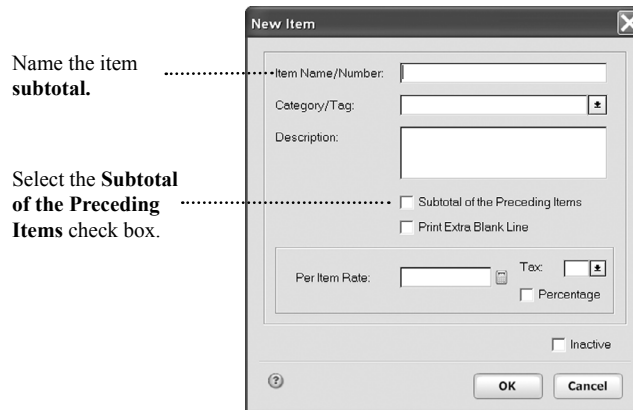 New Item
Name the item
subtotal.
Item Name/Number:
Category/Tag:
Description:
Select the Subtotal
of the Preceding
Items check box.
Subtotal of the Preceding Items
Print Extra Blank Line
Per Item Rate:
Tax:
Percentage
Inactive
?
OK
Cancel